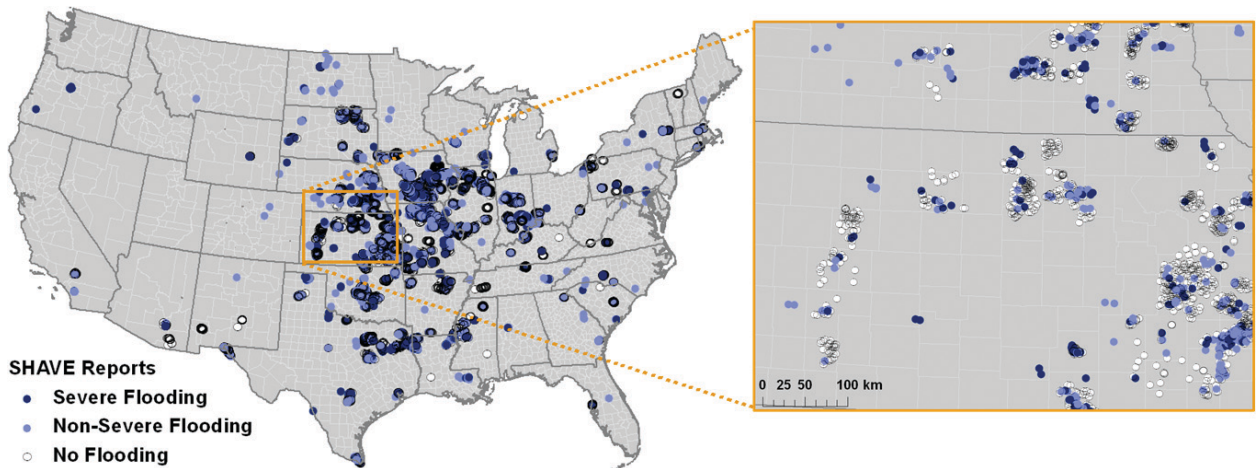 SHAVE Reports
Severe Flooding
Non-Severe Flooding
No Flooding
0 25 50 100 km